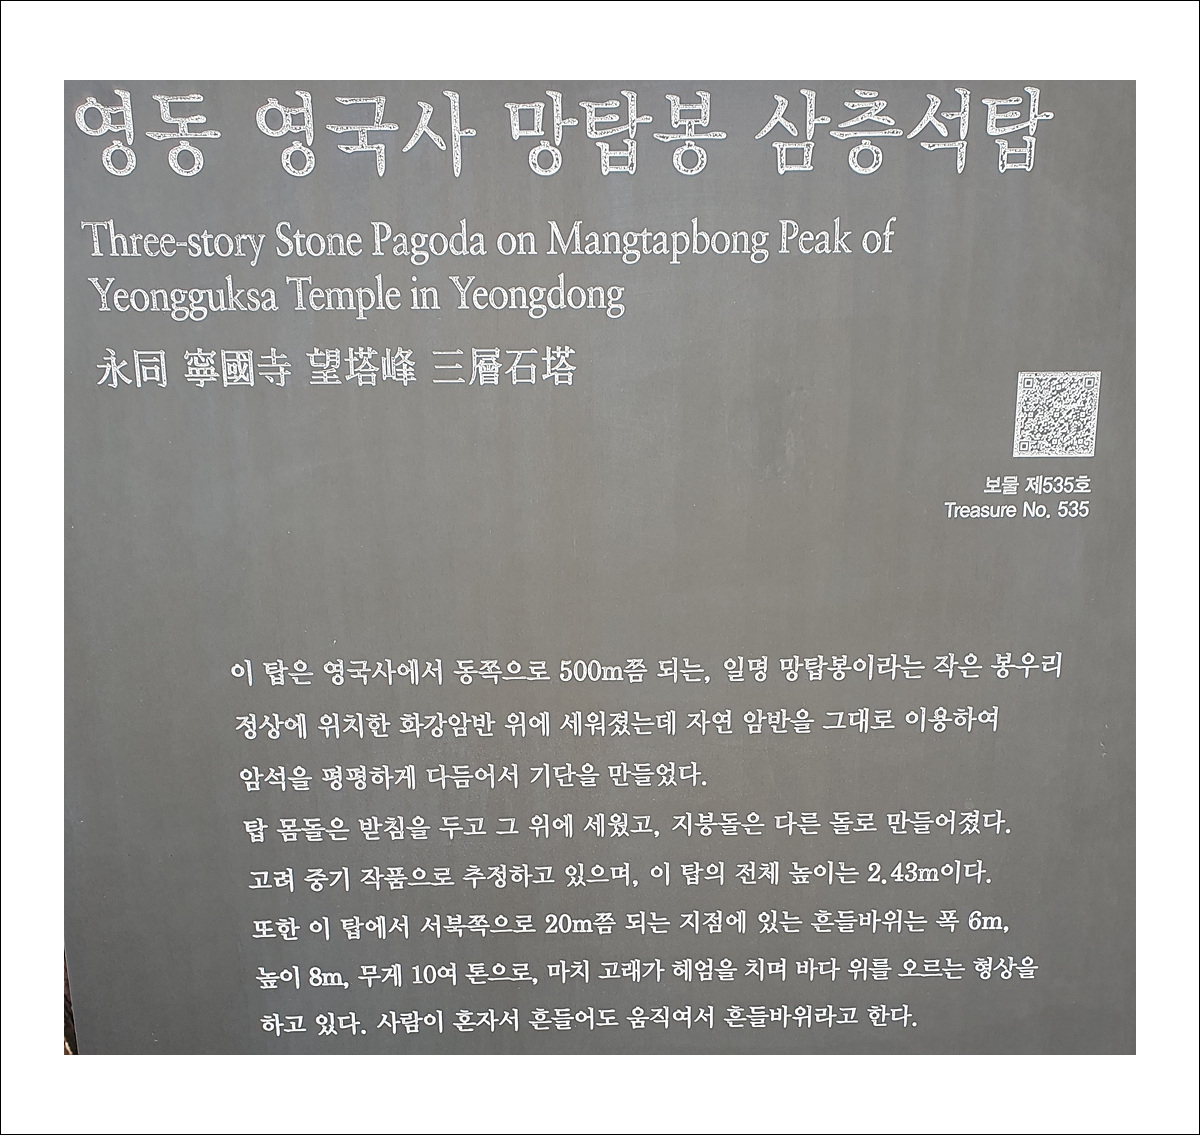 영동 영국사 망탑봉 삼층석탑
Three-story Stone Pagoda on Mangtapbong Peak of
Yeongguksa Temple in Yeongdong
永同 寧國寺 望塔峰 三層石塔
보물 제535호
Treasure No. 535
이 탑은 영국사에서 동쪽으로 500m쯤 되는, 일명 망탑봉이라는 작은 봉우리
정상에 위치한 화강암반 위에 세워졌는데 자연 암반을 그대로 이용하여
암석을 평평하게 다듬어서 기단을 만들었다.
탑 몸돌은 받침을 두고 그 위에 세웠고, 지붕돌은 다른 돌로 만들어졌다.
고려 중기 작품으로 추정하고 있으며, 이 탑의 전체 높이는 2.43m이다.
또한 이 탑에서 서북쪽으로 20m쯤 되는 지점에 있는 흔들바위는 폭 6m,
높이 8m, 무게 10여 톤으로, 마치 고래가 헤엄을 치며 바다 위를 오르는 형상을
하고 있다. 사람이 혼자서 흔들어도 움직여서 흔들바위라고 한다.